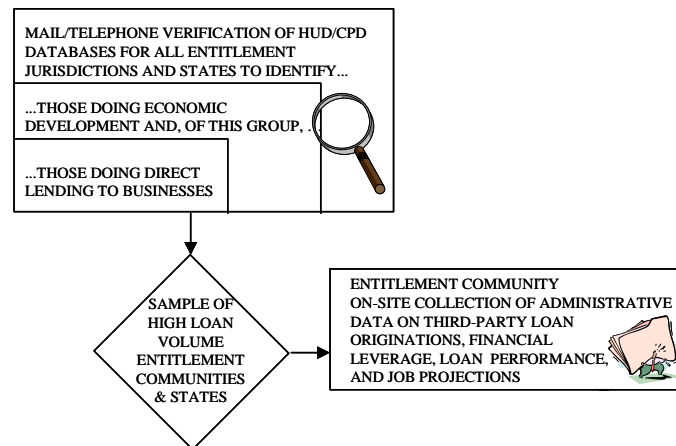 MAIL/TELEPHONE VERIFICATION OF HUD/CPD
DATABASES FOR ALL ENTITLEMENT
JURISDICTIONS AND STATES TO IDENTIFY...
...THOSE DOING ECONOMIC
DEVELOPMENT AND, OF THIS GROUP, ...
...THOSE DOING DIRECT
LENDING TO BUSINESSES
SAMPLE OF
HIGH LOAN
VOLUME
ENTITLEMENT
COMMUNITIES
& STATES
ENTITLEMENT COMMUNITY
ON-SITE COLLECTION OF ADMINISTRATIVE
DATA ON THIRD-PARTY LOAN
ORIGINATIONS, FINANCIAL
LEVERAGE, LOAN PERFORMANCE,
AND JOB PROJECTIONS